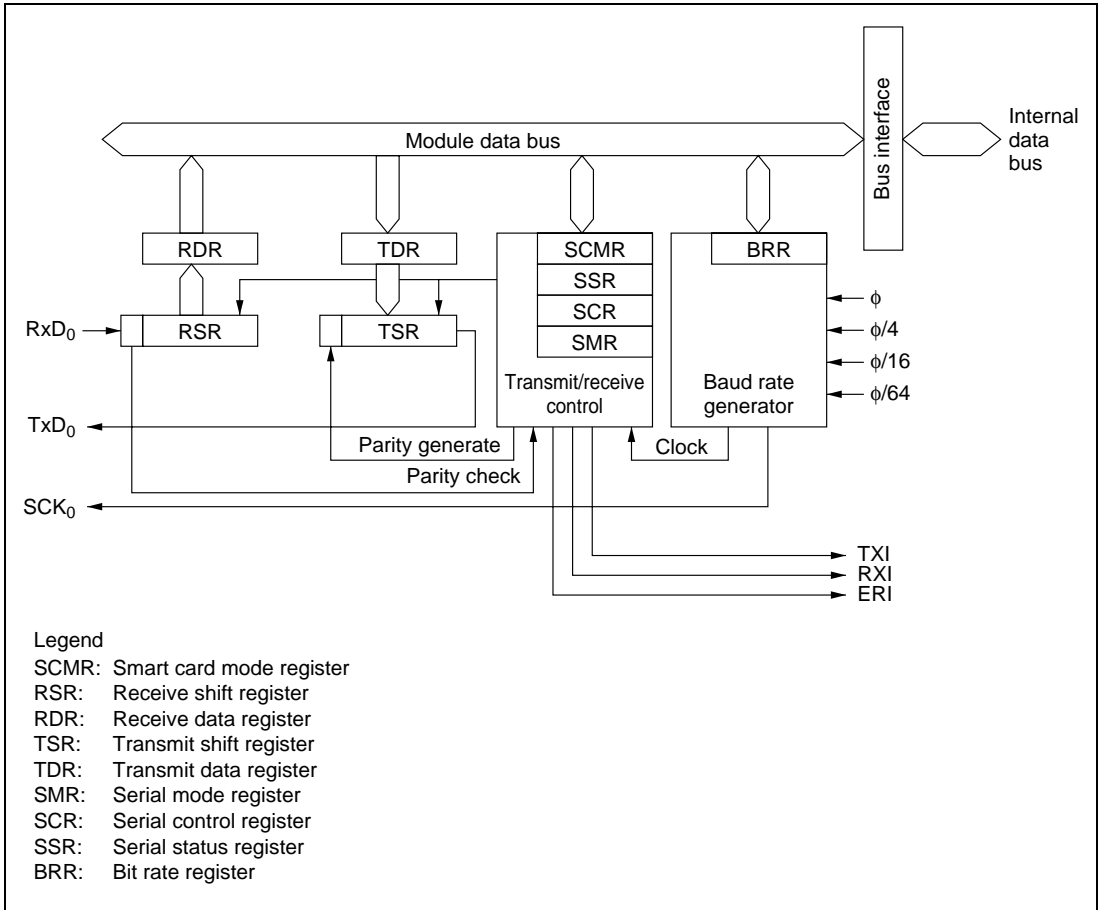 Bus interface
Internal
data
bus
Module data bus
RDR
TDR
SCMR
BRR
SSR
SCR
SMR
RxD₀
RSR
TSR
φ
φ/4
φ/16
φ/64
Transmit/receive
control
Baud rate
generator
TxD₀
Parity generate
Clock
Parity check
SCK₀
TXI
RXI
ERI
Legend
SCMR: Smart card mode register
RSR: Receive shift register
RDR: Receive data register
TSR: Transmit shift register
TDR: Transmit data register
SMR: Serial mode register
SCR: Serial control register
SSR: Serial status register
BRR: Bit rate register